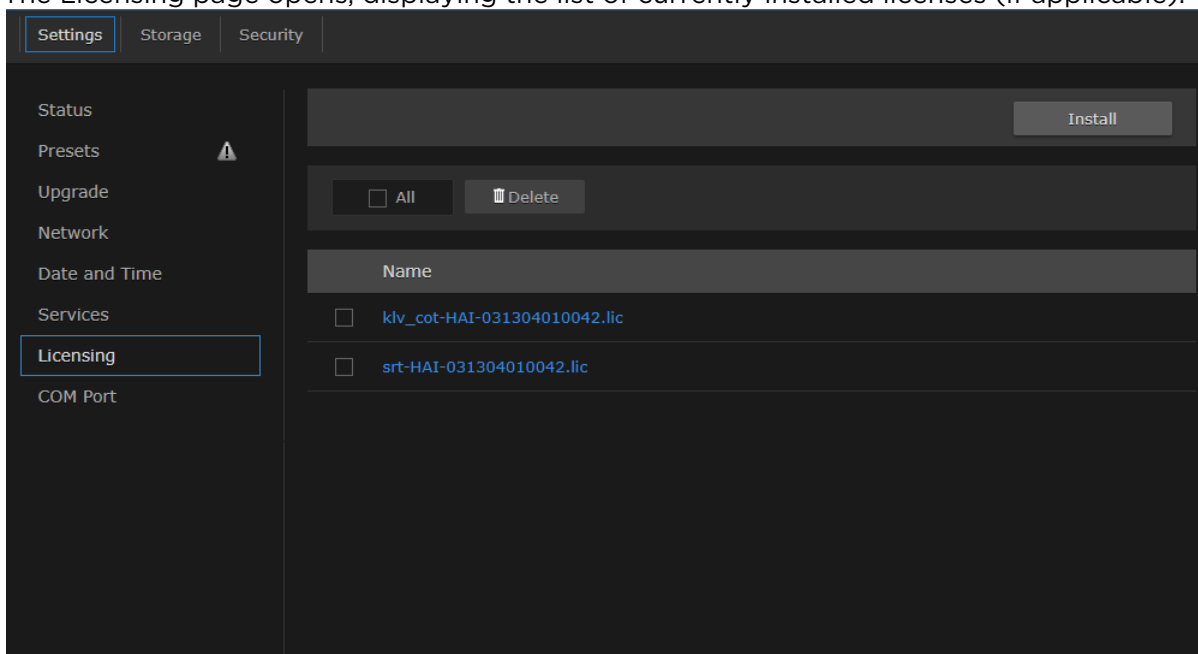 The Licensing page opens, displaying the list of currently installed licenses (if applicable).
Settings Storage Security
Status
Install
Presets
Upgrade
All Delete
Network
Date and Time
Name
Services
klv_cot-HAI-031304010042.lic
Licensing
srt-HAI-031304010042.lic
COM Port